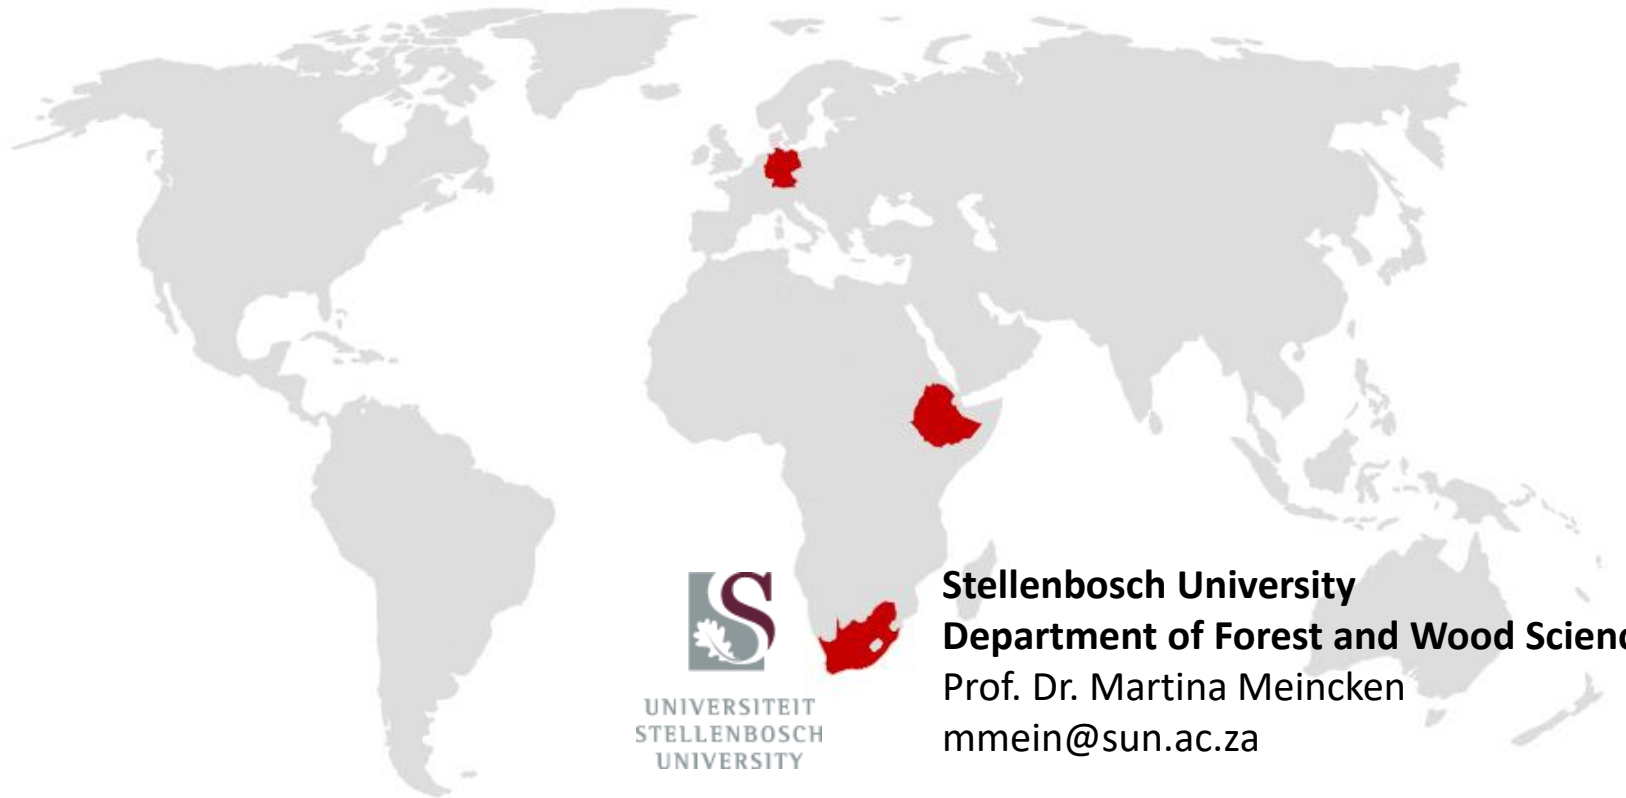 Stellenbosch University
Department of Forest and Wood Scienc
Prof. Dr. Martina Meincken
mmein@sun.ac.za
S
UNIVERSITEIT
STELLENBOSCH
UNIVERSITY